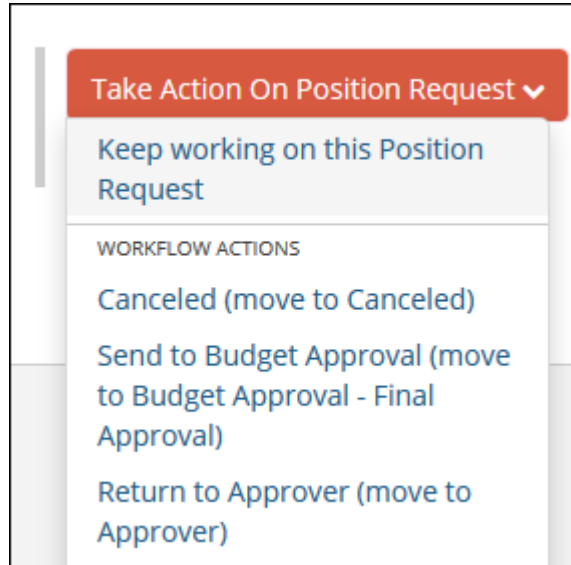 Take Action On Position Request
Keep working on this Position
Request
WORKFLOW ACTIONS
Canceled (move to Canceled)
Send to Budget Approval (move
to Budget Approval - Final
Approval)
Return to Approver (move to
Approver)